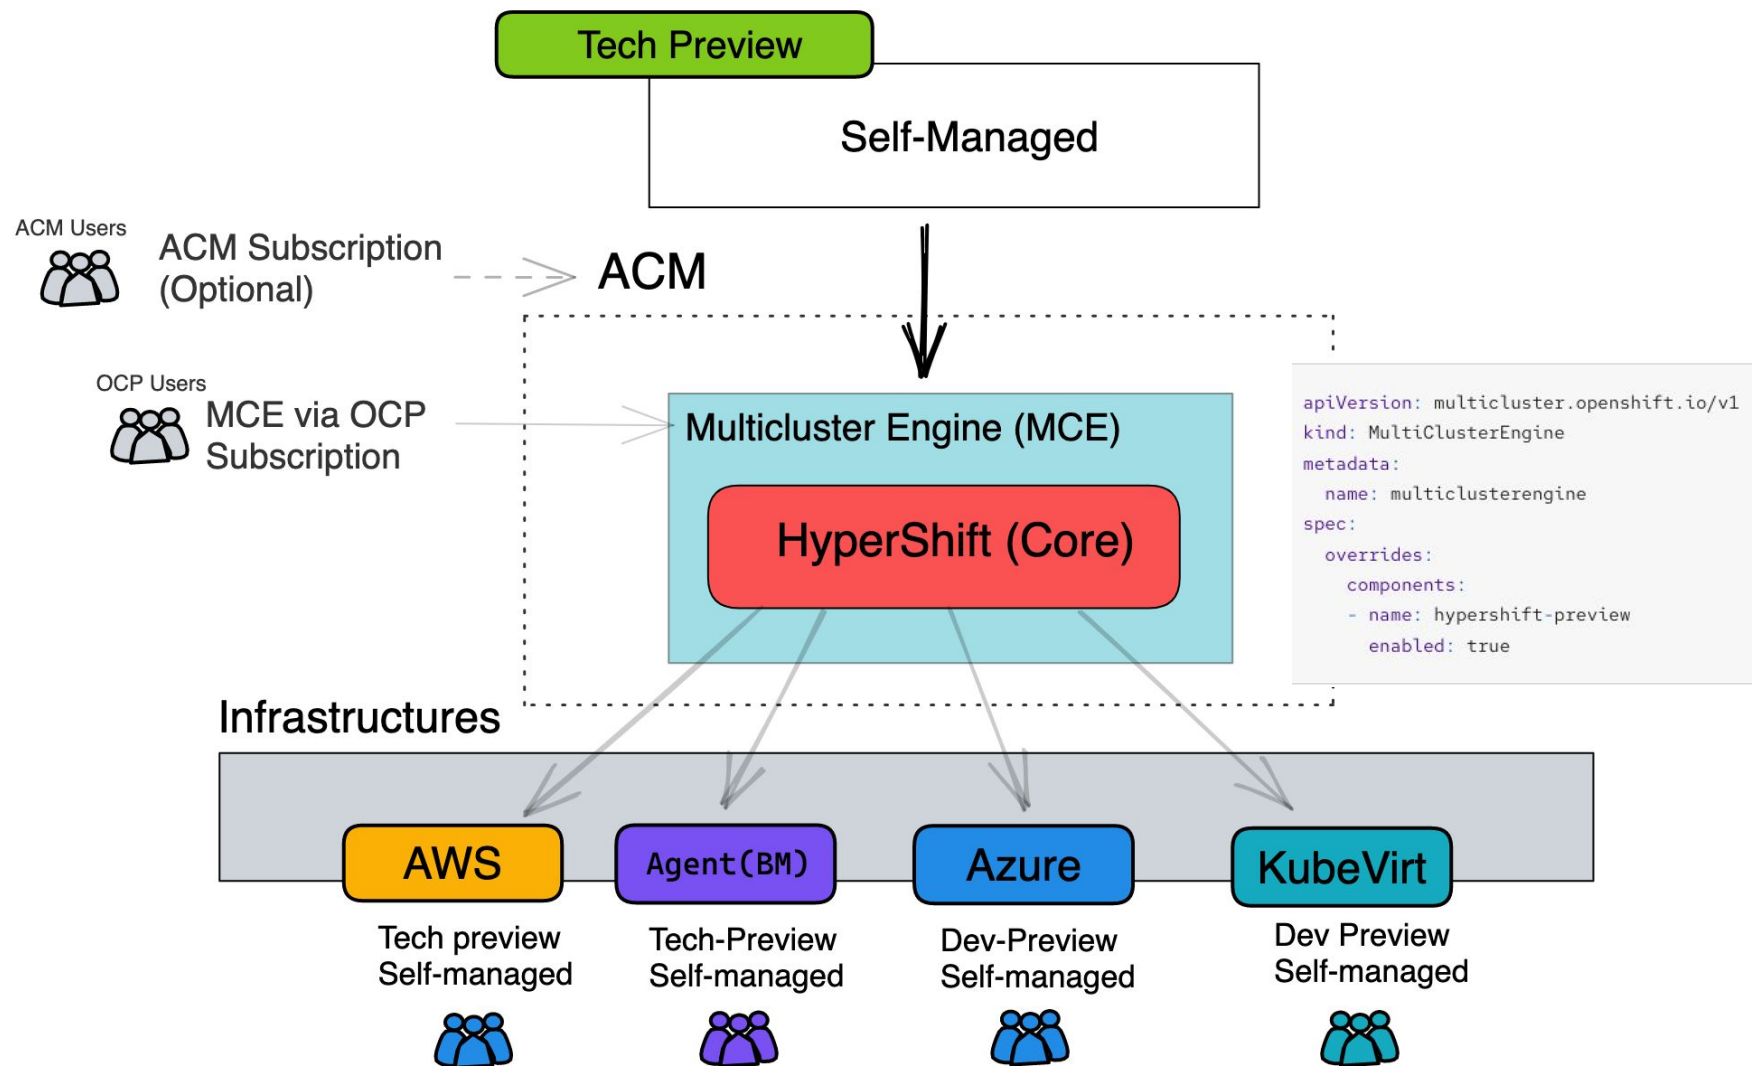 Tech Preview
Self-Managed
ACM Users
ACM Subscription
(Optional)
ACM
OCP Users
MCE via OCP
Subscription
Multicluster Engine (MCE)
HyperShift (Core)
apiVersion: multicluster.openshift.io/v1
kind: MultiClusterEngine
metadata:
  name: multiclusterengine
spec:
  overrides:
    components:
    - name: hypershift-preview
      enabled: true
Infrastructures
AWS
Agent(BM)
Azure
KubeVirt
Tech preview
Self-managed
Tech-Preview
Self-managed
Dev-Preview
Self-managed
Dev Preview
Self-managed